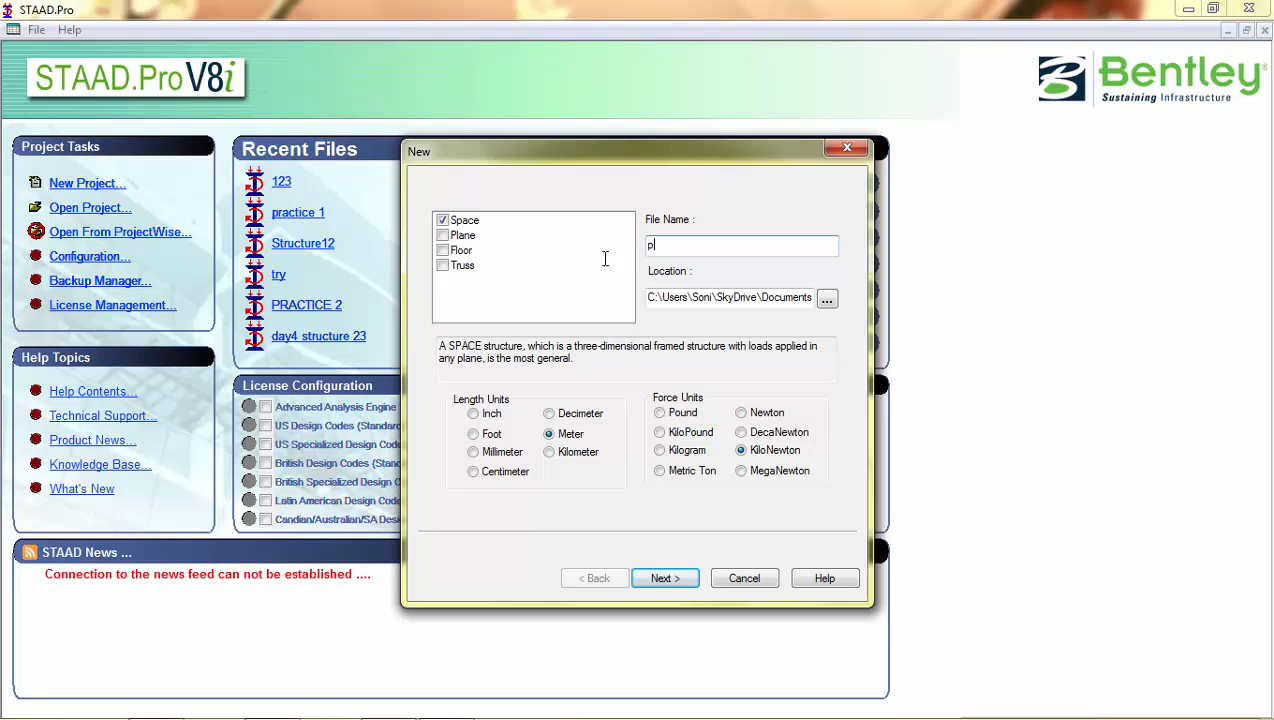 STAAD.Pro
File Help
STAAD.Pro V8i
Bentley®
Sustaining Infrastructure
Project Tasks
New Project...
Open Project...
Open From ProjectWise...
Configuration...
Backup Manager...
License Management...
Recent Files
123
practice 1
Structure12
try
PRACTICE 2
day4 structure 23
Help Topics
Help Contents...
Technical Support...
Product News...
Knowledge Base...
What's New
License Configuration
Advanced Analysis Engine
US Design Codes (Standard
US Specialized Design Cod
British Design Codes (Stan
British Specialized Design C
Latin American Design Code
Candian/Australian/SA Desi
STAAD News ...
Connection to the news feed can not be established ....
New
Space
Plane
Floor
Truss
File Name :
p
Location :
C:\Users\Soni\SkyDrive\Documents
...
A SPACE structure, which is a three-dimensional framed structure with loads applied in
any plane, is the most general.
Length Units
Inch
Foot
Millimeter
Centimeter
Decimeter
Meter
Kilometer
Force Units
Pound
KiloPound
Kilogram
Metric Ton
Newton
DecaNewton
KiloNewton
MegaNewton
< Back
Next >
Cancel
Help